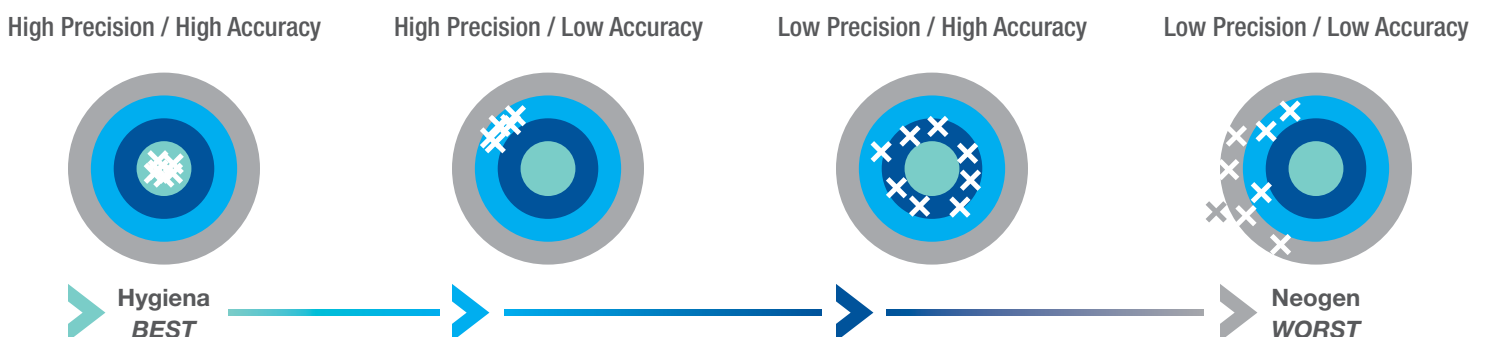 High Precision / High Accuracy
High Precision / Low Accuracy
Low Precision / High Accuracy
Low Precision / Low Accuracy
Hygiena
BEST
Neogen
WORST